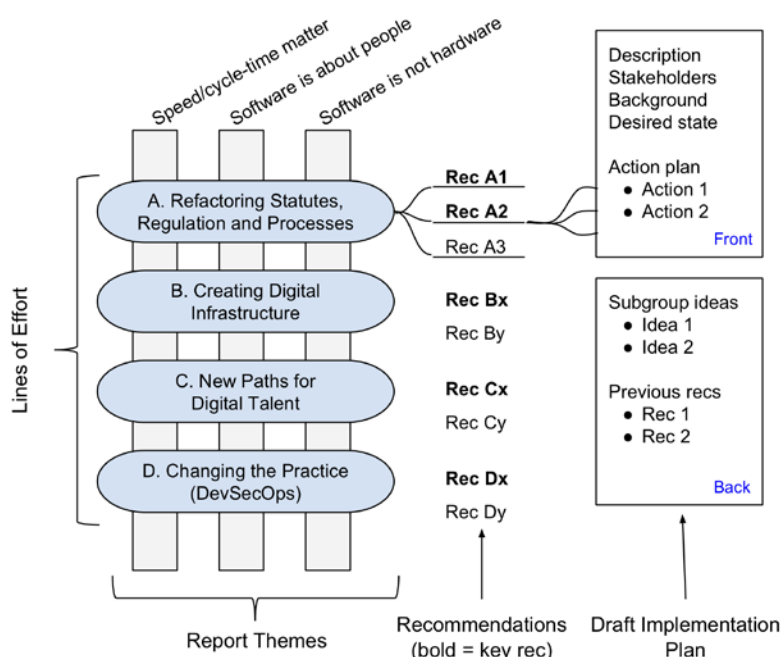 Speed/cycle-time matter
Software is about people
Software is not hardware
Lines of Effort
A. Refactoring Statutes,
Regulation and Processes
B. Creating Digital
Infrastructure
C. New Paths for
Digital Talent
D. Changing the Practice
(DevSecOps)
Report Themes
Rec A1
Rec A2
Rec A3
Rec Bx
Rec By
Rec Cx
Rec Cy
Rec Dx
Rec Dy
Recommendations
(bold = key rec)
Description
Stakeholders
Background
Desired state
Action plan
● Action 1
● Action 2
Front
Subgroup ideas
● Idea 1
● Idea 2
Previous recs
● Rec 1
● Rec 2
Back
Draft Implementation
Plan